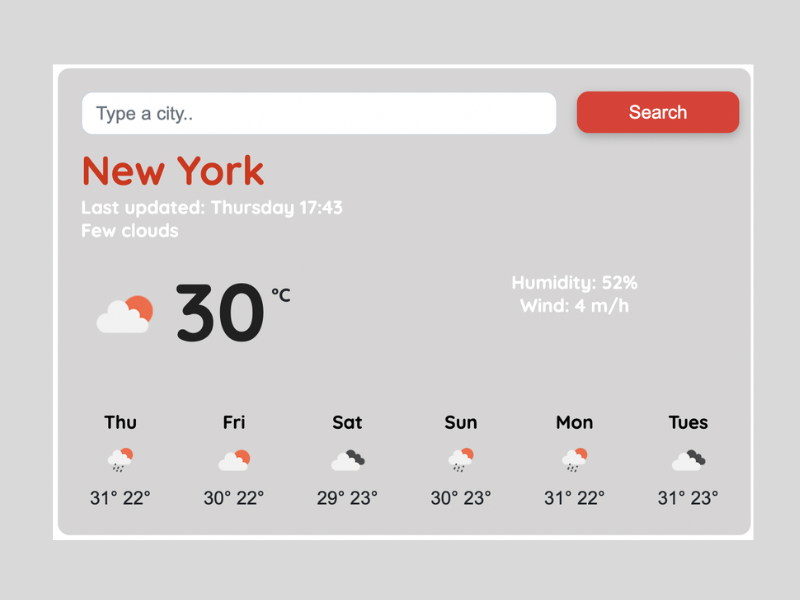 Type a city..
Search
New York
Last updated: Thursday 17:43
Few clouds
30 °C
Humidity: 52%
Wind: 4 m/h
Thu Fri Sat Sun Mon Tues
31° 22° 30° 22° 29° 23° 30° 23° 31° 22° 31° 23°